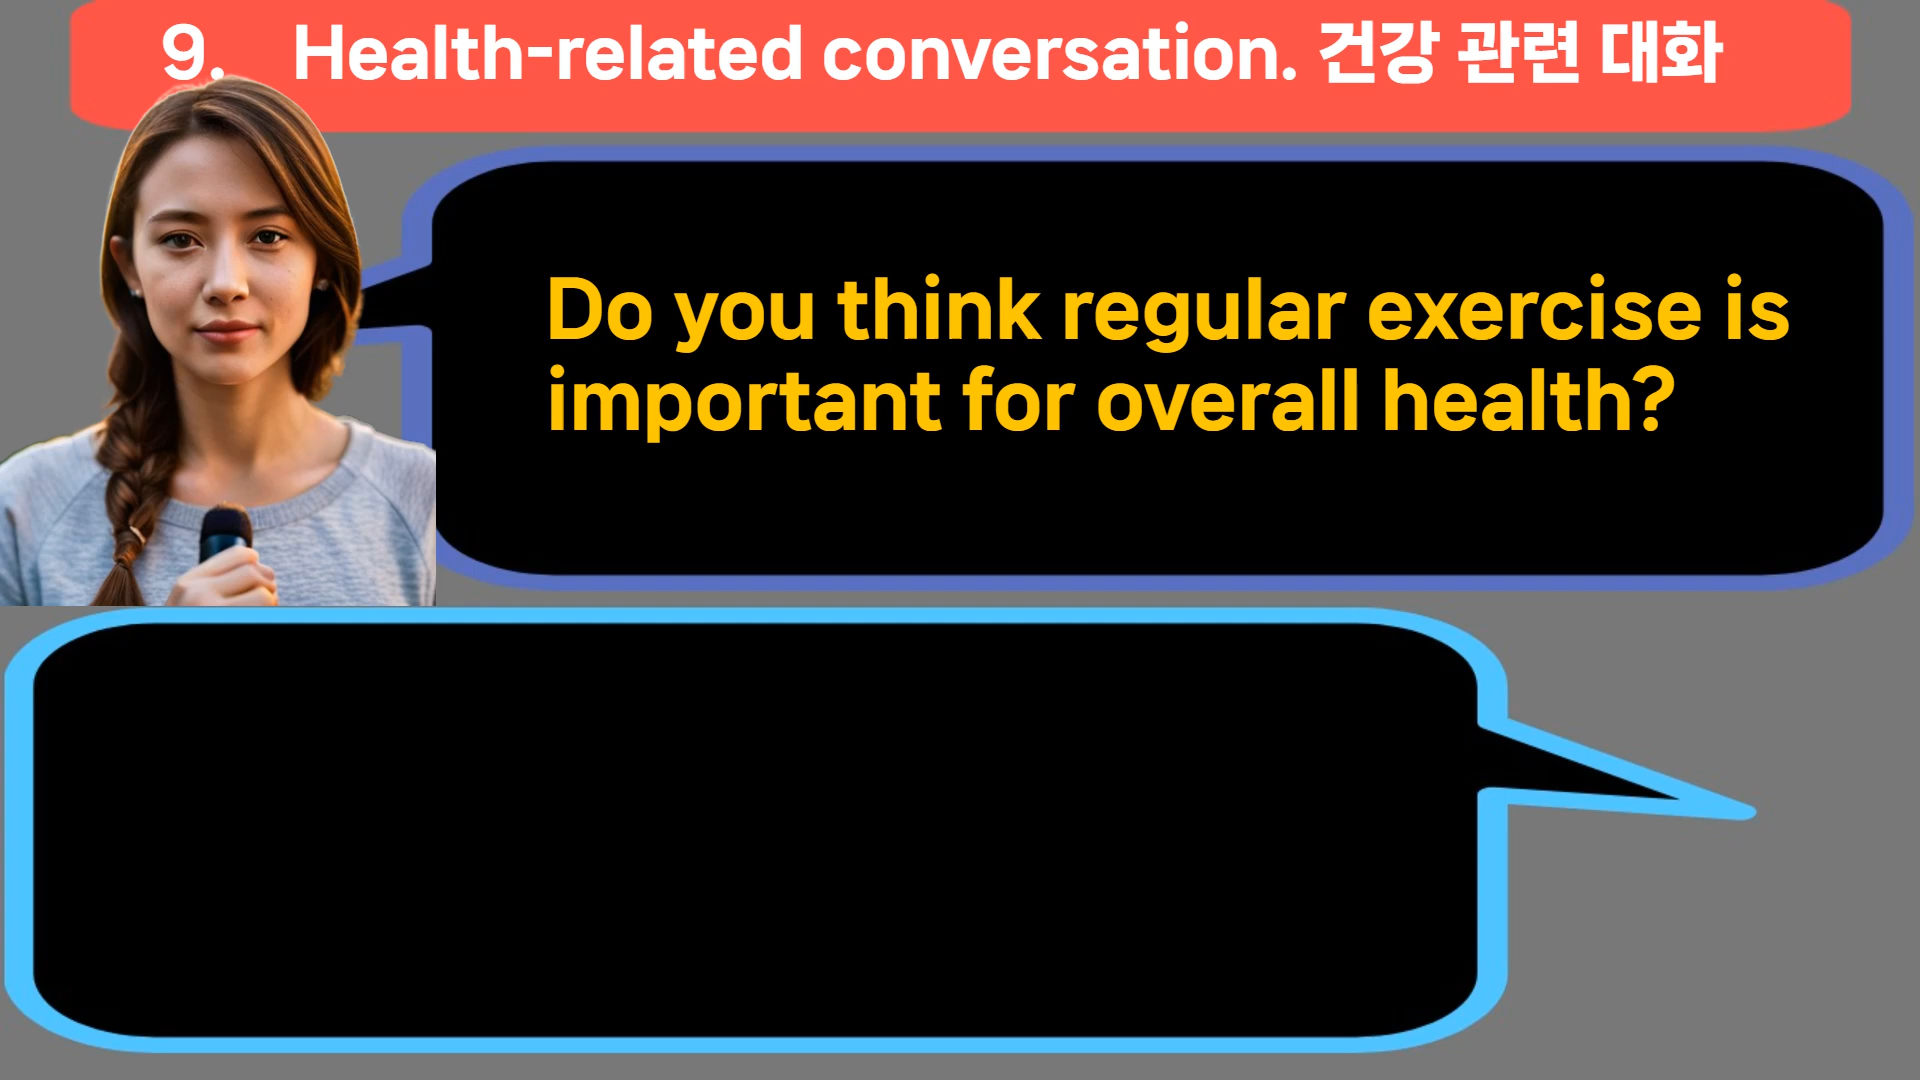 9. Health-related conversation. 건강 관련 대화
Do you think regular exercise is
important for overall health?